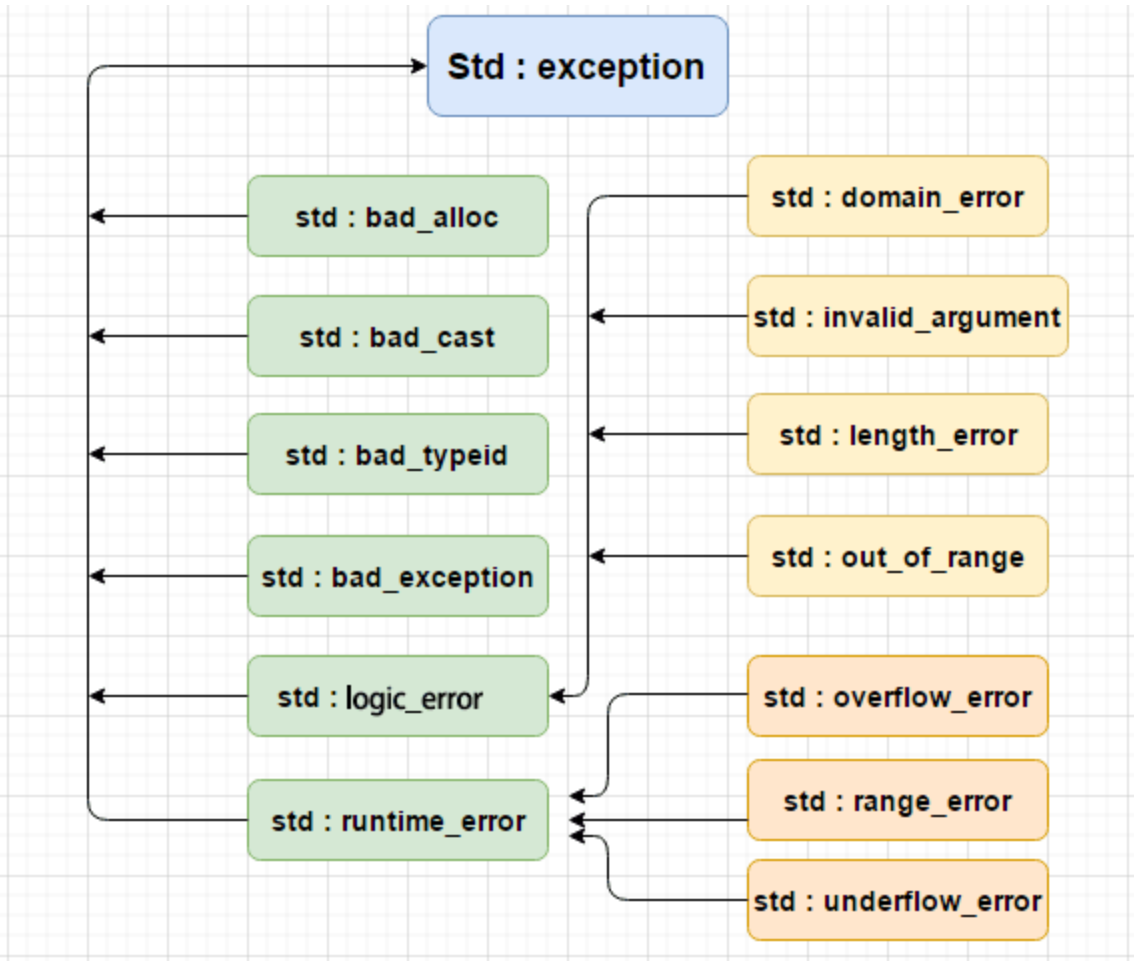 Std : exception
std : bad_alloc
std : bad_cast
std : bad_typeid
std : bad_exception
std : logic_error
std : runtime_error
std : domain_error
std : invalid_argument
std : length_error
std : out_of_range
std : overflow_error
std : range_error
std : underflow_error